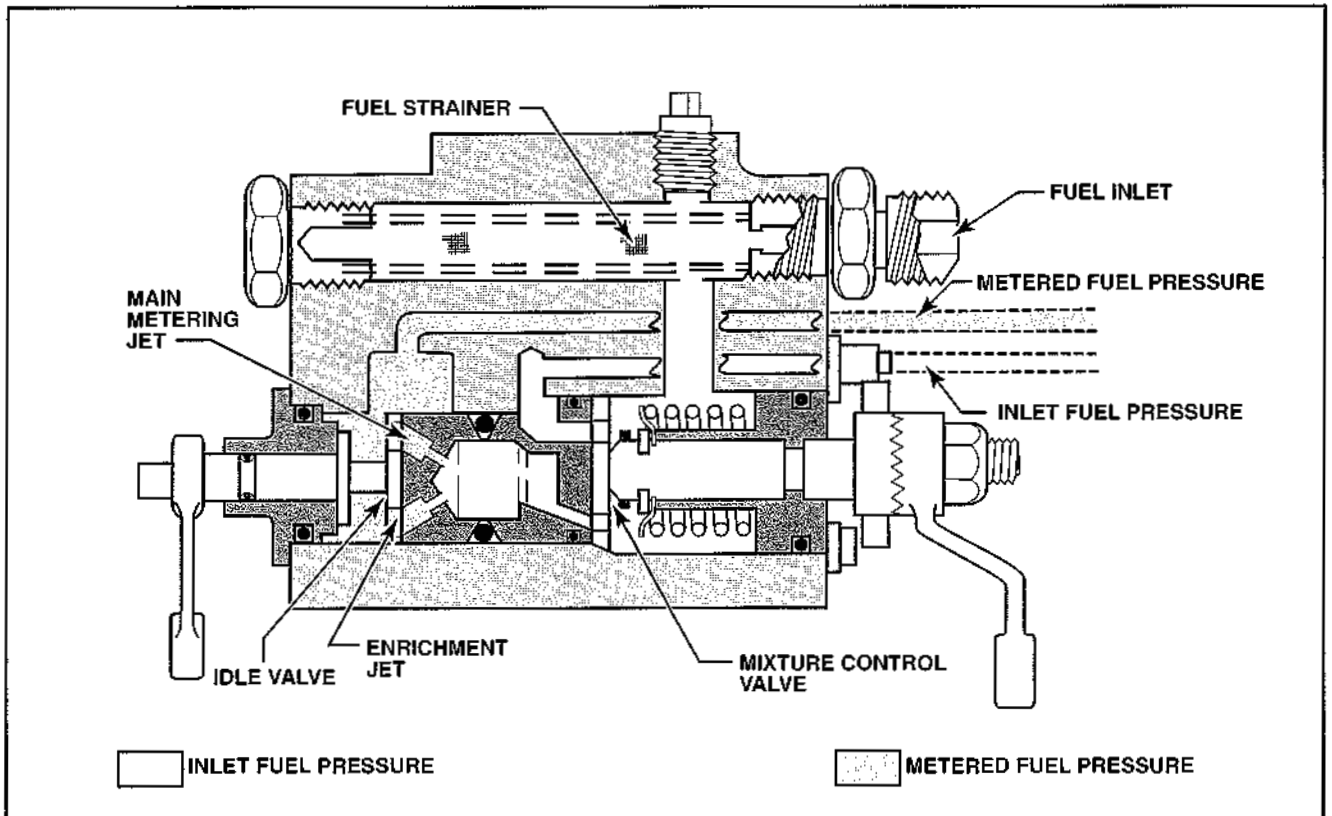 FUEL STRAINER
FUEL INLET
METERED FUEL PRESSURE
MAIN
METERING
JET
INLET FUEL PRESSURE
ENRICHMENT
JET
IDLE VALVE
MIXTURE CONTROL
VALVE
INLET FUEL PRESSURE
METERED FUEL PRESSURE